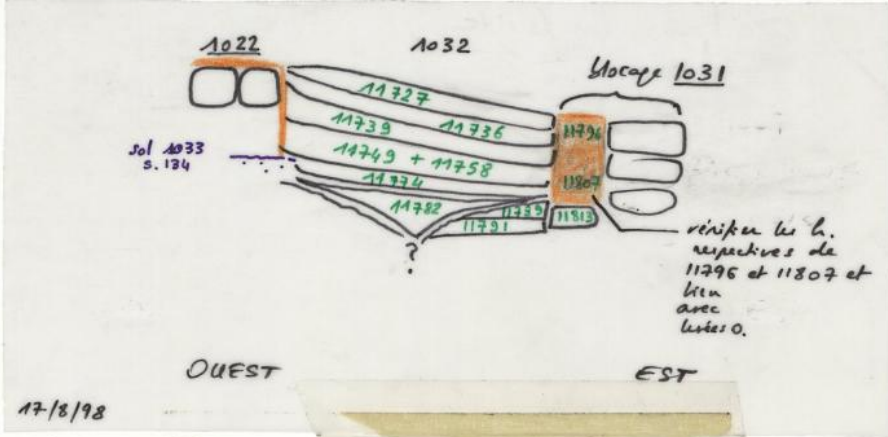 1022
1032
blocage 1031
11727
11739 11736
11796
sol 1033
s. 134
11749 + 11758
11774
11807
11782
11739
11813
11791
?
vérifier les h.
respectives de
11796 et 11807 et
lien
avec
OUEST
EST
17/8/98